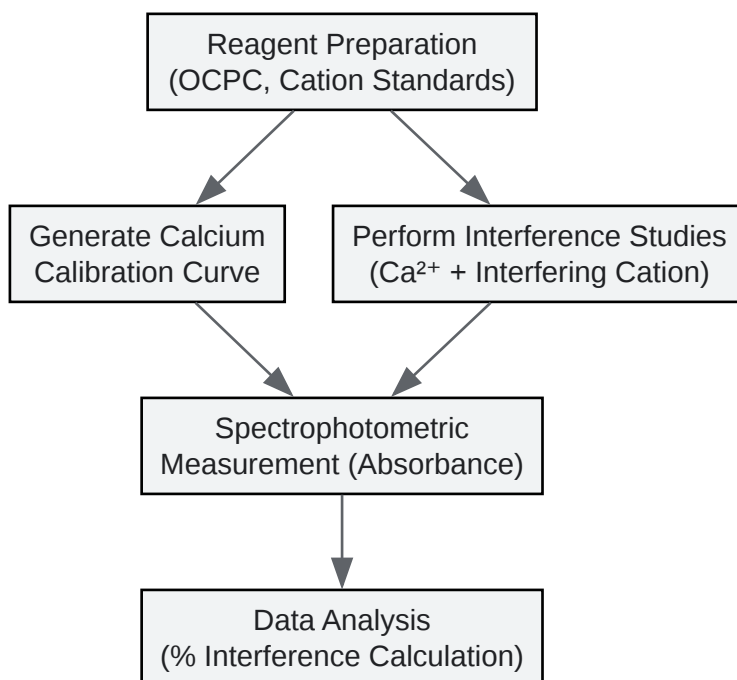 Reagent Preparation
(OCPC, Cation Standards)
Generate Calcium
Calibration Curve
Perform Interference Studies
(Ca²⁺ + Interfering Cation)
Spectrophotometric
Measurement (Absorbance)
Data Analysis
(% Interference Calculation)